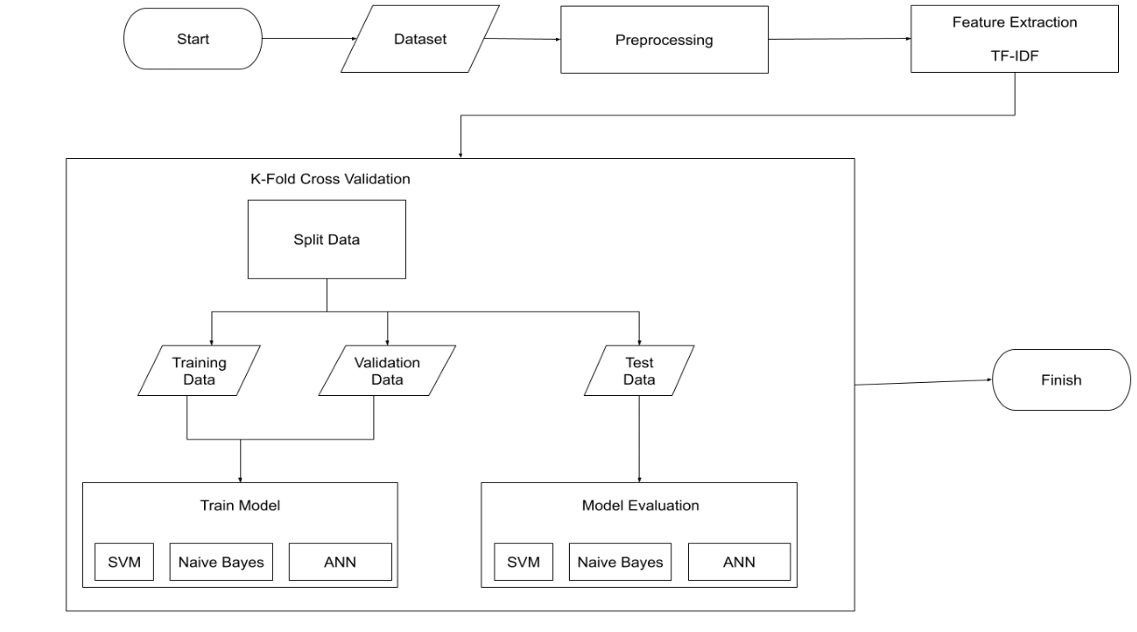 Start
Dataset
Preprocessing
Feature Extraction
TF-IDF
K-Fold Cross Validation
Split Data
Training
Data
Validation
Data
Test
Data
Finish
Train Model
SVM
Naive Bayes
ANN
Model Evaluation
SVM
Naive Bayes
ANN